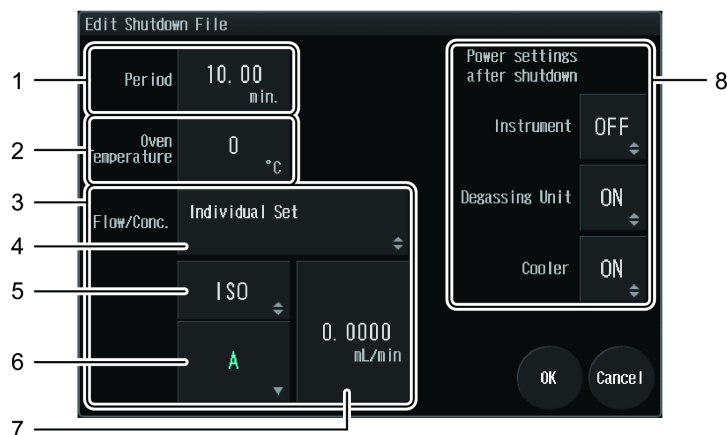 Edit Shutdown File
1
Period
10.00
min.
2
Oven
Temperature
0
°C
3
Flow/Conc.
4
Individual Set
5
ISO
6
A
7
0.0000
mL/min
8
Power settings
after shutdown
Instrument
OFF
Degassing Unit
ON
Cooler
ON
OK
Cancel